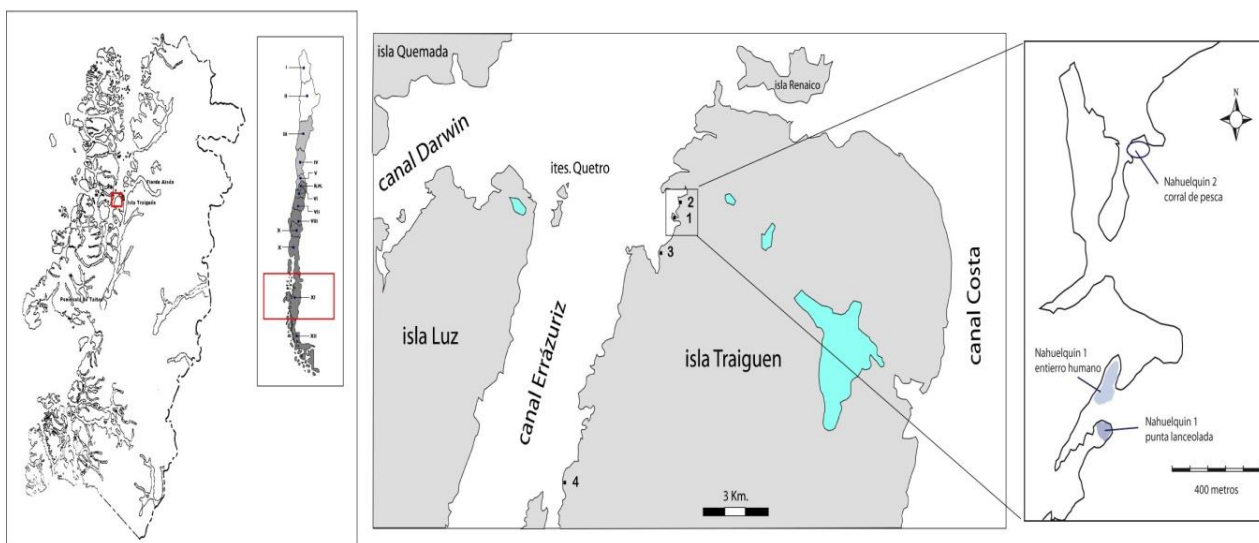 Fiordo Aisén
Isla Traiguén
Península de Taitao
I
II
III
IV
V
R.M.
VI
VII
VIII
X
XI
XII
isla Quemada
isla Renaico
canal Darwin
ites. Quetro
2
1
3
isla Luz
canal Errázuriz
isla Traiguen
canal Costa
4
3 Km.
N
Nahuelquin 2
corral de pesca
Nahuelquin 1
entierro humano
Nahuelquin 1
punta lanceolada
400 metros